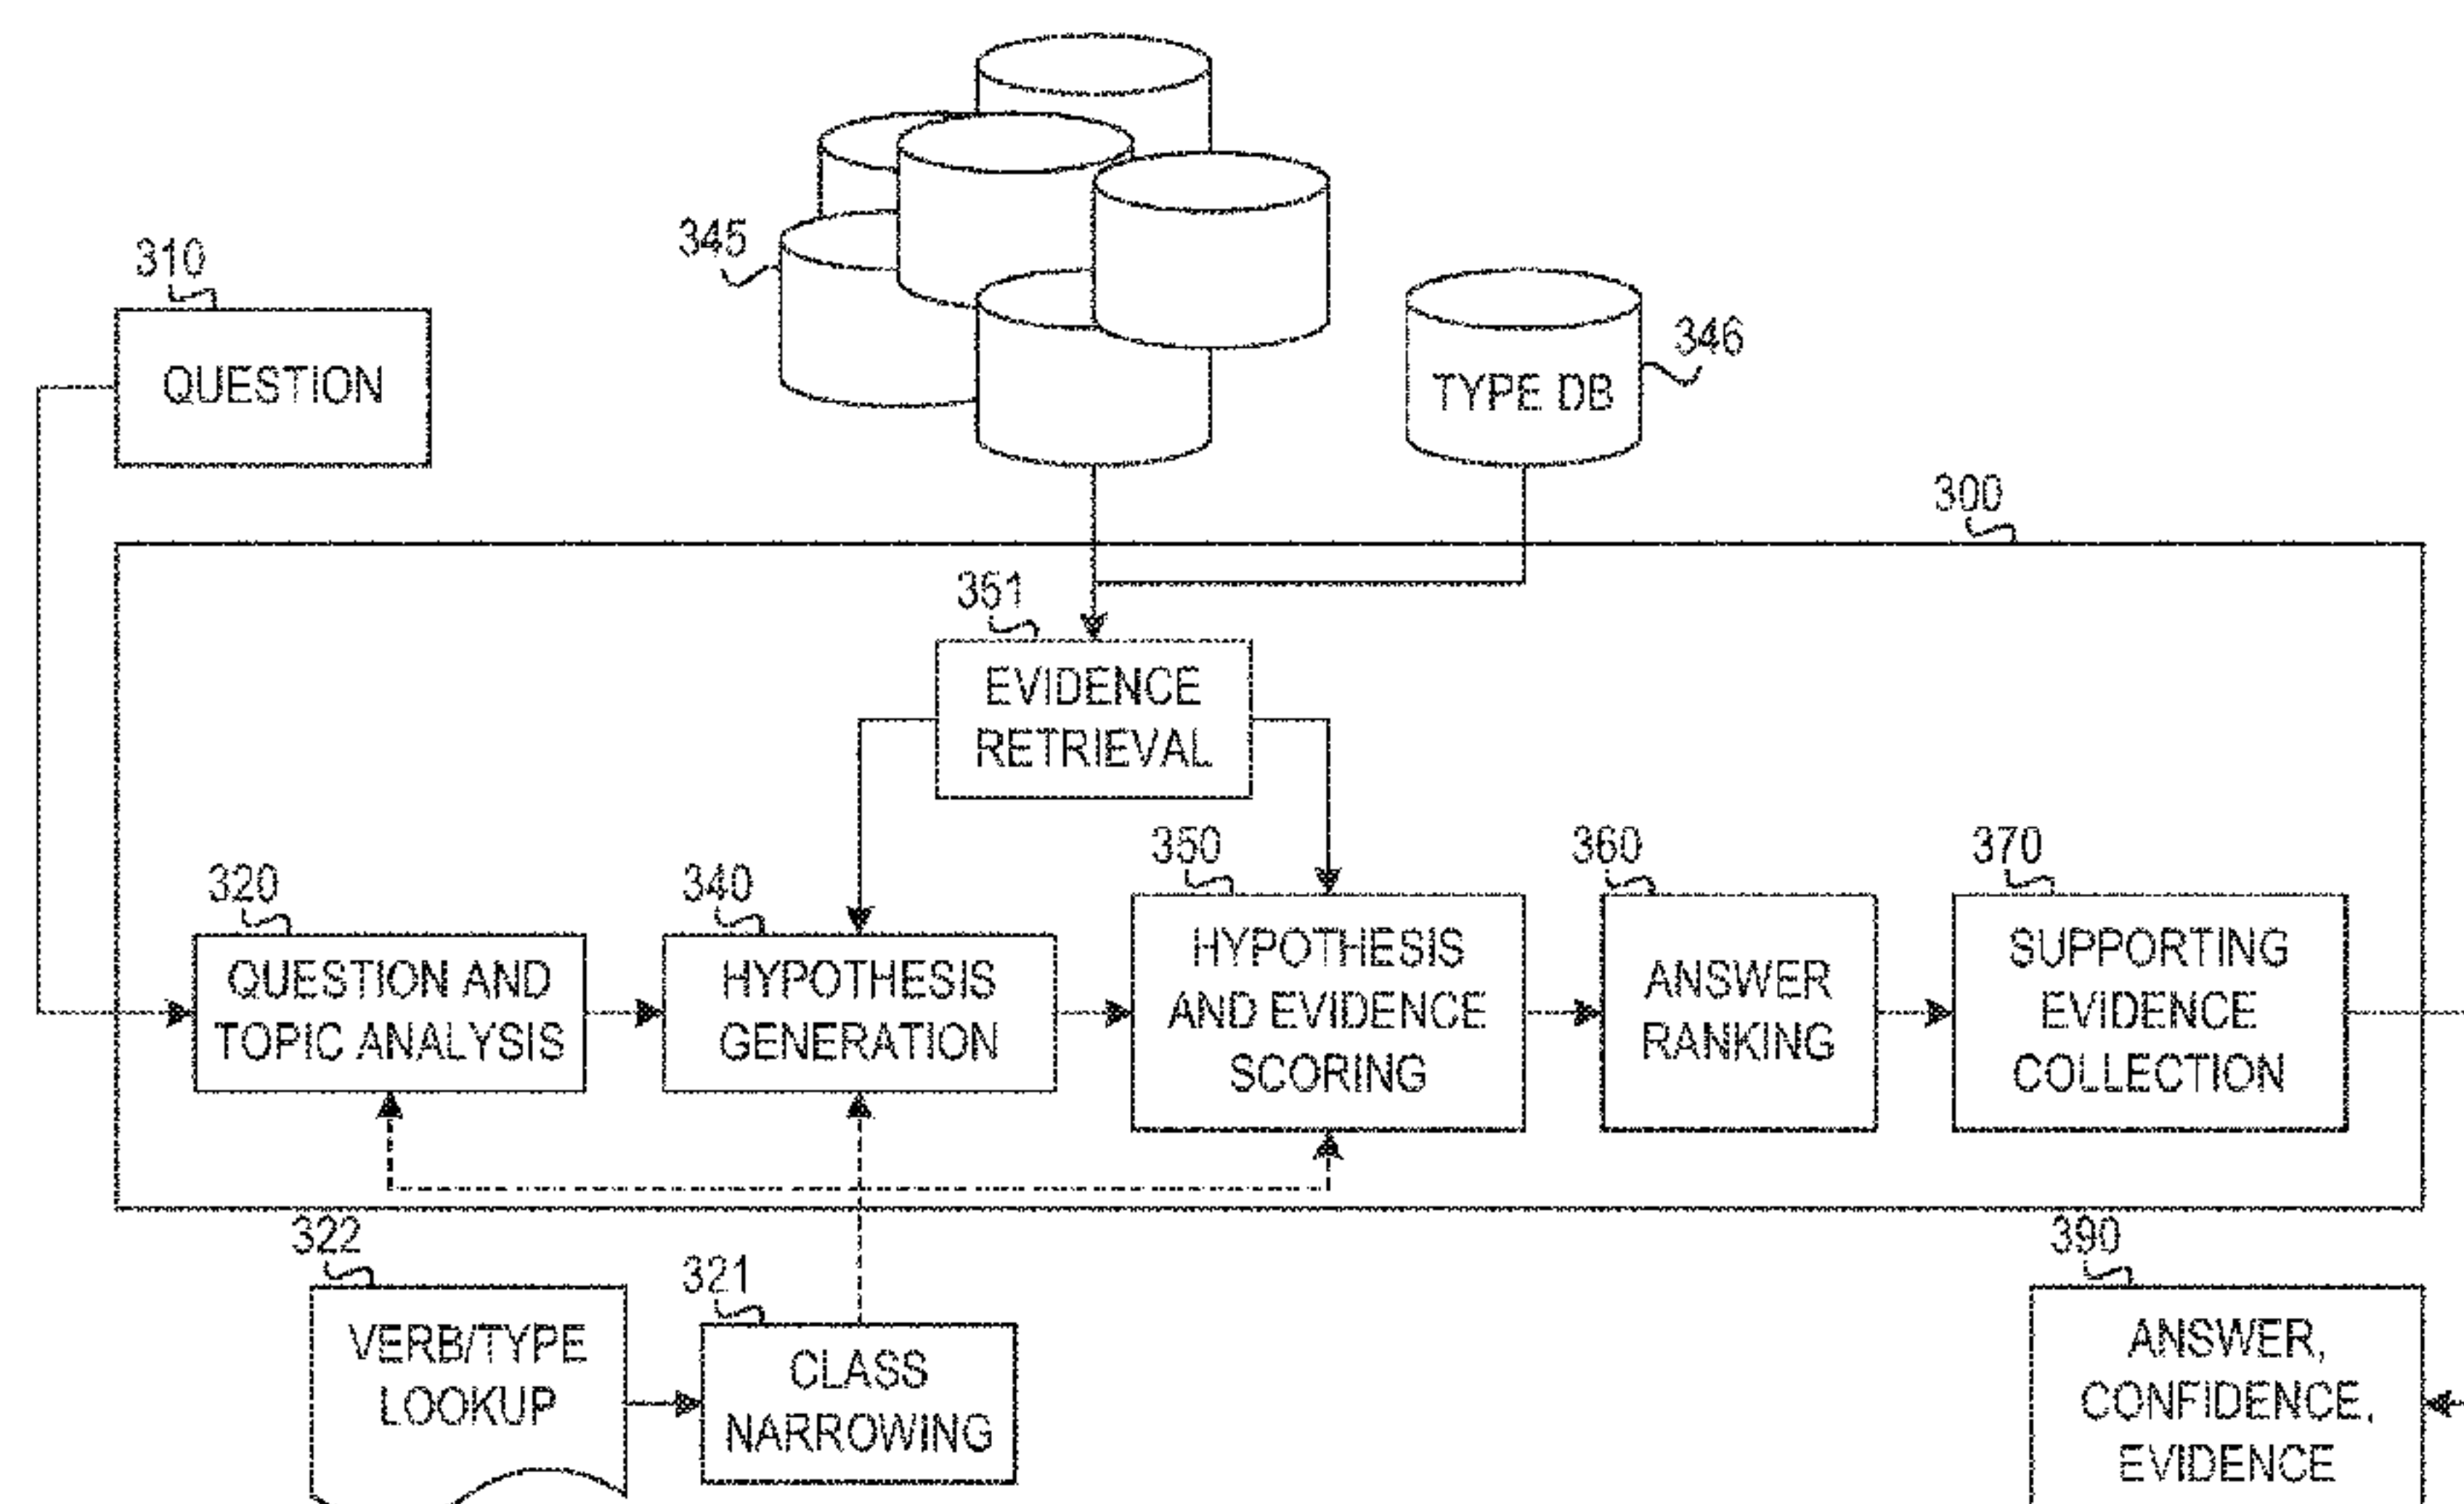 345
310
QUESTION
346
TYPE DB
300
351
EVIDENCE
RETRIEVAL
320
QUESTION AND
TOPIC ANALYSIS
340
HYPOTHESIS
GENERATION
350
HYPOTHESIS
AND EVIDENCE
SCORING
360
ANSWER
RANKING
370
SUPPORTING
EVIDENCE
COLLECTION
322
VERB/TYPE
LOOKUP
321
CLASS
NARROWING
390
ANSWER,
CONFIDENCE,
EVIDENCE